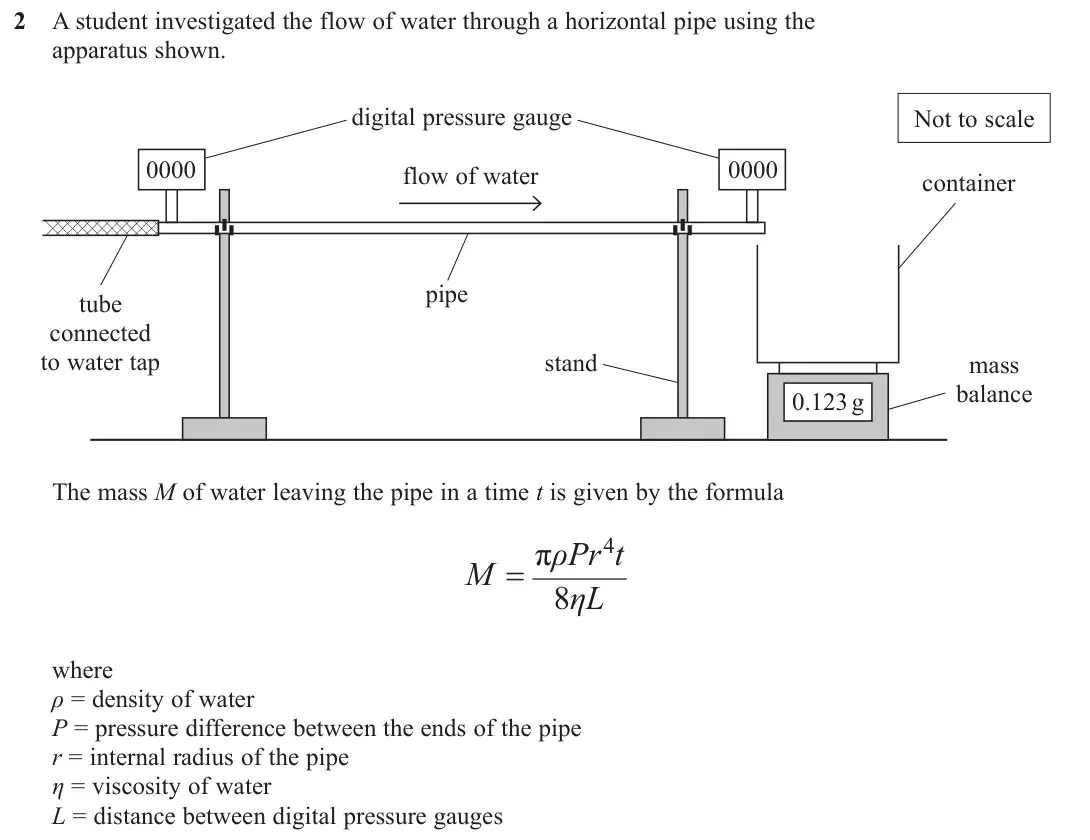 2 A student investigated the flow of water through a horizontal pipe using the
apparatus shown.
digital pressure gauge
Not to scale
0000
0000
flow of water
container
pipe
tube
connected
to water tap
stand
mass
balance
0.123 g
The mass M of water leaving the pipe in a time t is given by the formula
M = πρPr⁴t / 8ηL
where
ρ = density of water
P = pressure difference between the ends of the pipe
r = internal radius of the pipe
η = viscosity of water
L = distance between digital pressure gauges